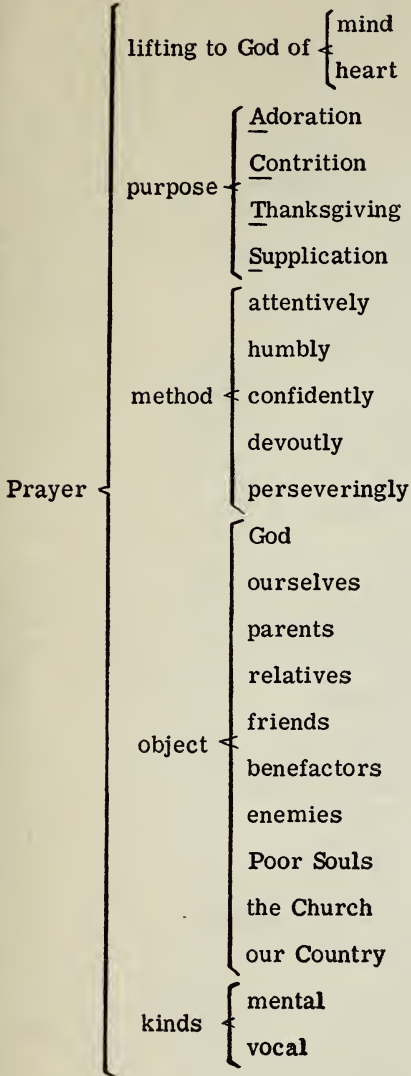 mind
lifting to God of
heart
Adoration
Contrition
purpose
Thanksgiving
Supplication
attentively
humbly
method confidently
devoutly
Prayer perseveringly
God
ourselves
parents
relatives
friends
object
benefactors
enemies
Poor Souls
the Church
our Country
mental
kinds
vocal